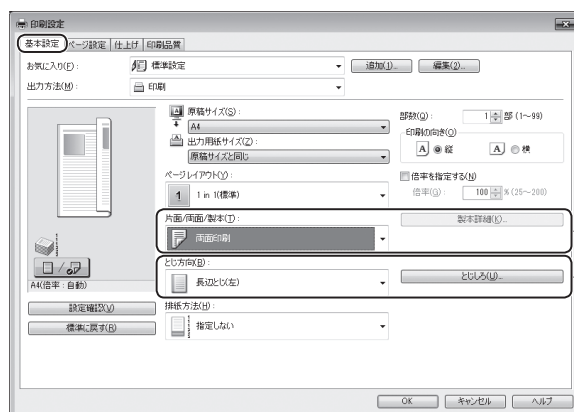 印刷設定
基本設定 ページ設定 仕上げ 印刷品質
お気に入り(F): 標準設定 追加(1)... 編集(2)...
出力方法(M): 印刷
原稿サイズ(S):
A4
出力用紙サイズ(Z):
原稿サイズと同じ
部数(Q): 1 部 (1~99)
印刷の向き(O)
A 縦 A 横
ページレイアウト(Y):
1 1 in 1(標準)
倍率を指定する(N)
倍率(G): 100 % (25~200)
片面/両面/製本(T):
両面印刷
製本詳細(K)...
とじ方向(B):
長辺とじ(左)
とじしろ(U)...
A4(倍率:自動)
設定確認(V)
標準に戻す(R)
排紙方法(H):
指定しない
OK キャンセル ヘルプ